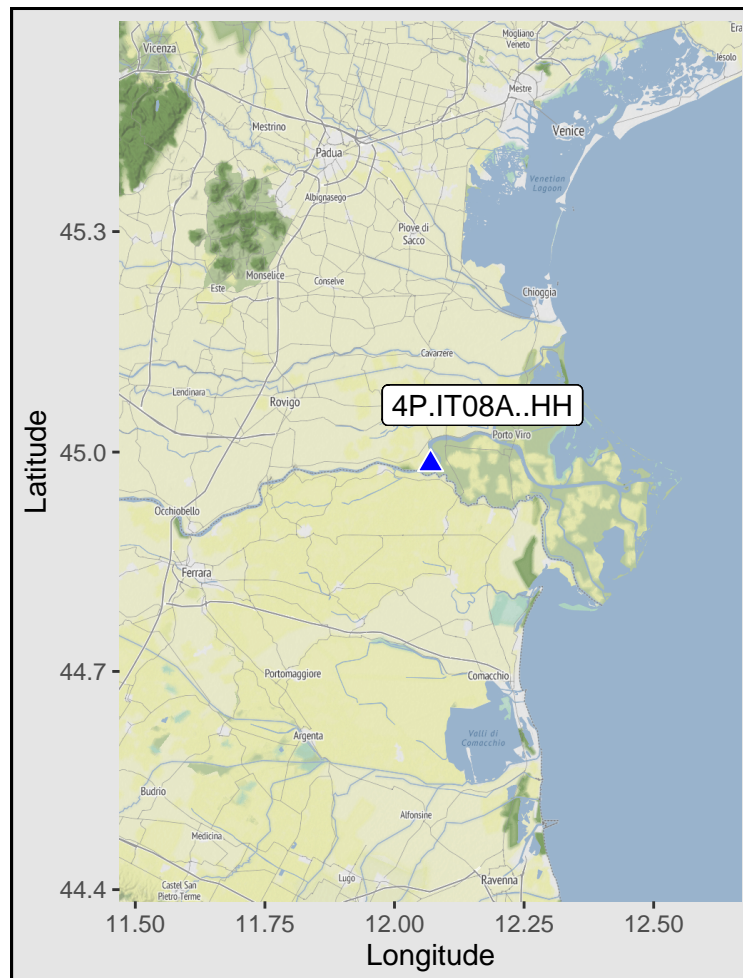 Mogliano
Veneto
Era
Vicenza
Jesolo
Mestre
Mestrino
Venice
Padua
Venetian
Lagoon
Albignasego
Piove di
Sacco
45.3
Monselice
Conselve
Este
Chioggia
Cavarzere
Lendinara
Rovigo
4P.IT08A..HH
Porto Viro
45.0
Latitude
Occhiobello
Ferrara
44.7
Portomaggiore
Comacchio
Argenta
Valli di
Comacchio
Budrio
Alfonsine
Medicina
Lugo
Ravenna
Castel San
Pietro Terme
44.4
11.50
11.75
12.00
12.25
12.50
Longitude